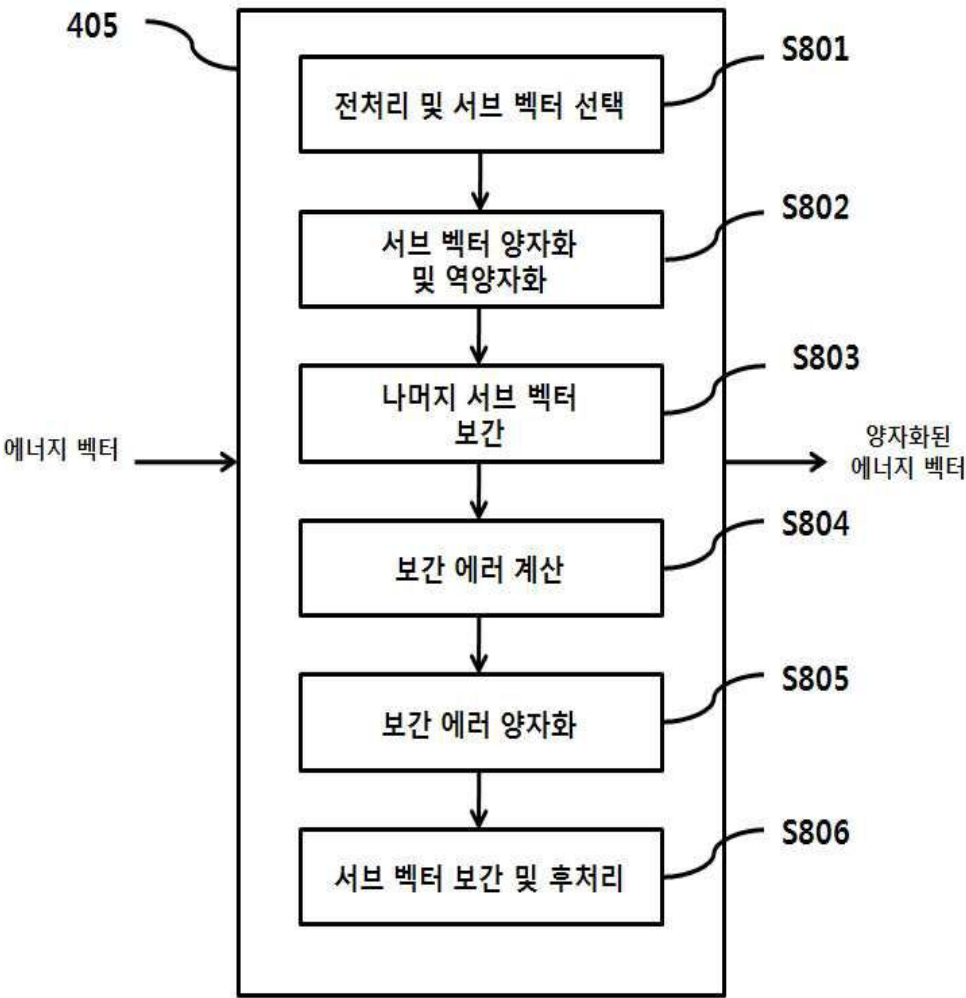 405
S801
전처리 및 서브 벡터 선택
S802
서브 벡터 양자화
및 역양자화
S803
나머지 서브 벡터
보간
에너지 벡터
양자화된
에너지 벡터
S804
보간 에러 계산
S805
보간 에러 양자화
S806
서브 벡터 보간 및 후처리